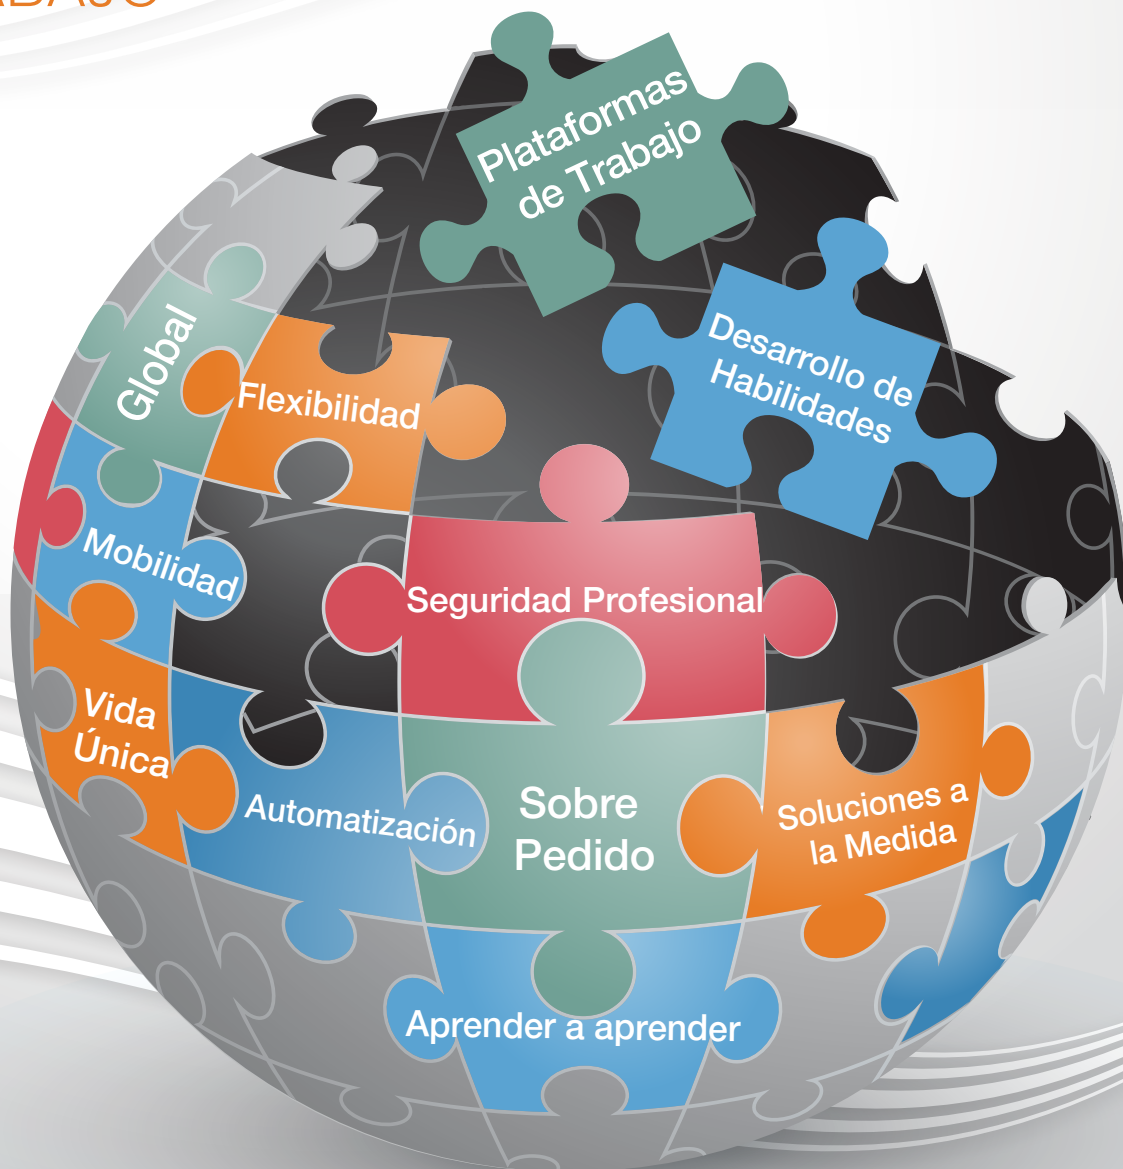 Plataformas
de Trabajo
Desarrollo de
Habilidades
Global
Flexibilidad
Mobilidad
Seguridad Profesional
Vida
Única
Automatización
Sobre
Pedido
Soluciones a
la Medida
Aprender a aprender